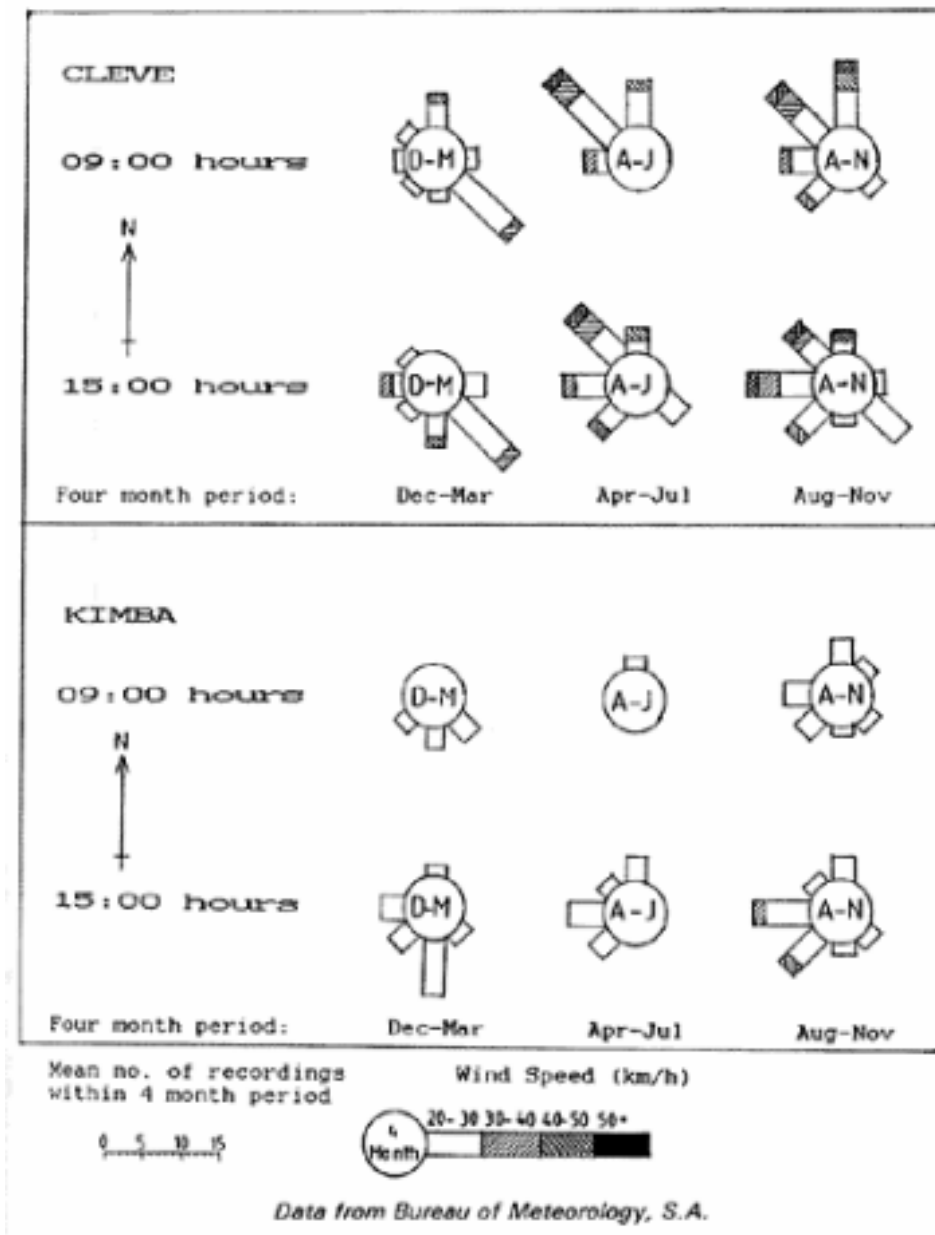 CLEVE
D-M A-J A-N
09:00 hours
N
D-M A-J A-N
15:00 hours
Four month period: Dec-Mar Apr-Jul Aug-Nov
KIMBA
09:00 hours D-M A-J A-N
N
15:00 hours D-M A-J A-N
Four month period: Dec-Mar Apr-Jul Aug-Nov
Mean no. of recordings Wind Speed (km/h)
within 4 month period
0 5 10 15 4 20-30 30-40 40-50 50+
Month
Data from Bureau of Meteorology, S.A.